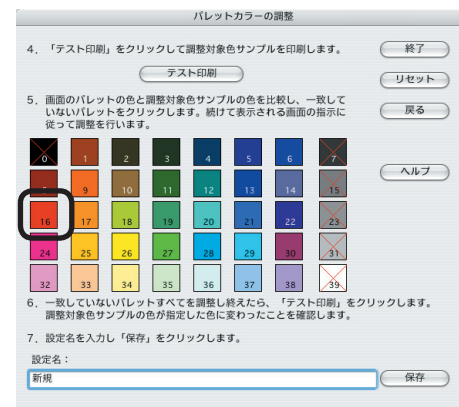 パレットカラーの調整
4. 「テスト印刷」をクリックして調整対象色サンプルを印刷します。
終了
テスト印刷
リセット
5. 画面のパレットの色と調整対象色サンプルの色を比較し、一致して
いないパレットをクリックします。続けて表示される画面の指示に
従って調整を行います。
戻る
ヘルプ
0 1 2 3 4 5 6 7
9 10 11 12 13 14 15
16 17 18 19 20 21 22 23
24 25 26 27 28 29 30 31
32 33 34 35 36 37 38 39
6. 一致していないパレットすべてを調整し終えたら、「テスト印刷」をクリックします。
調整対象色サンプルの色が指定した色に変わったことを確認します。
7. 設定名を入力し「保存」をクリックします。
設定名：
新規
保存